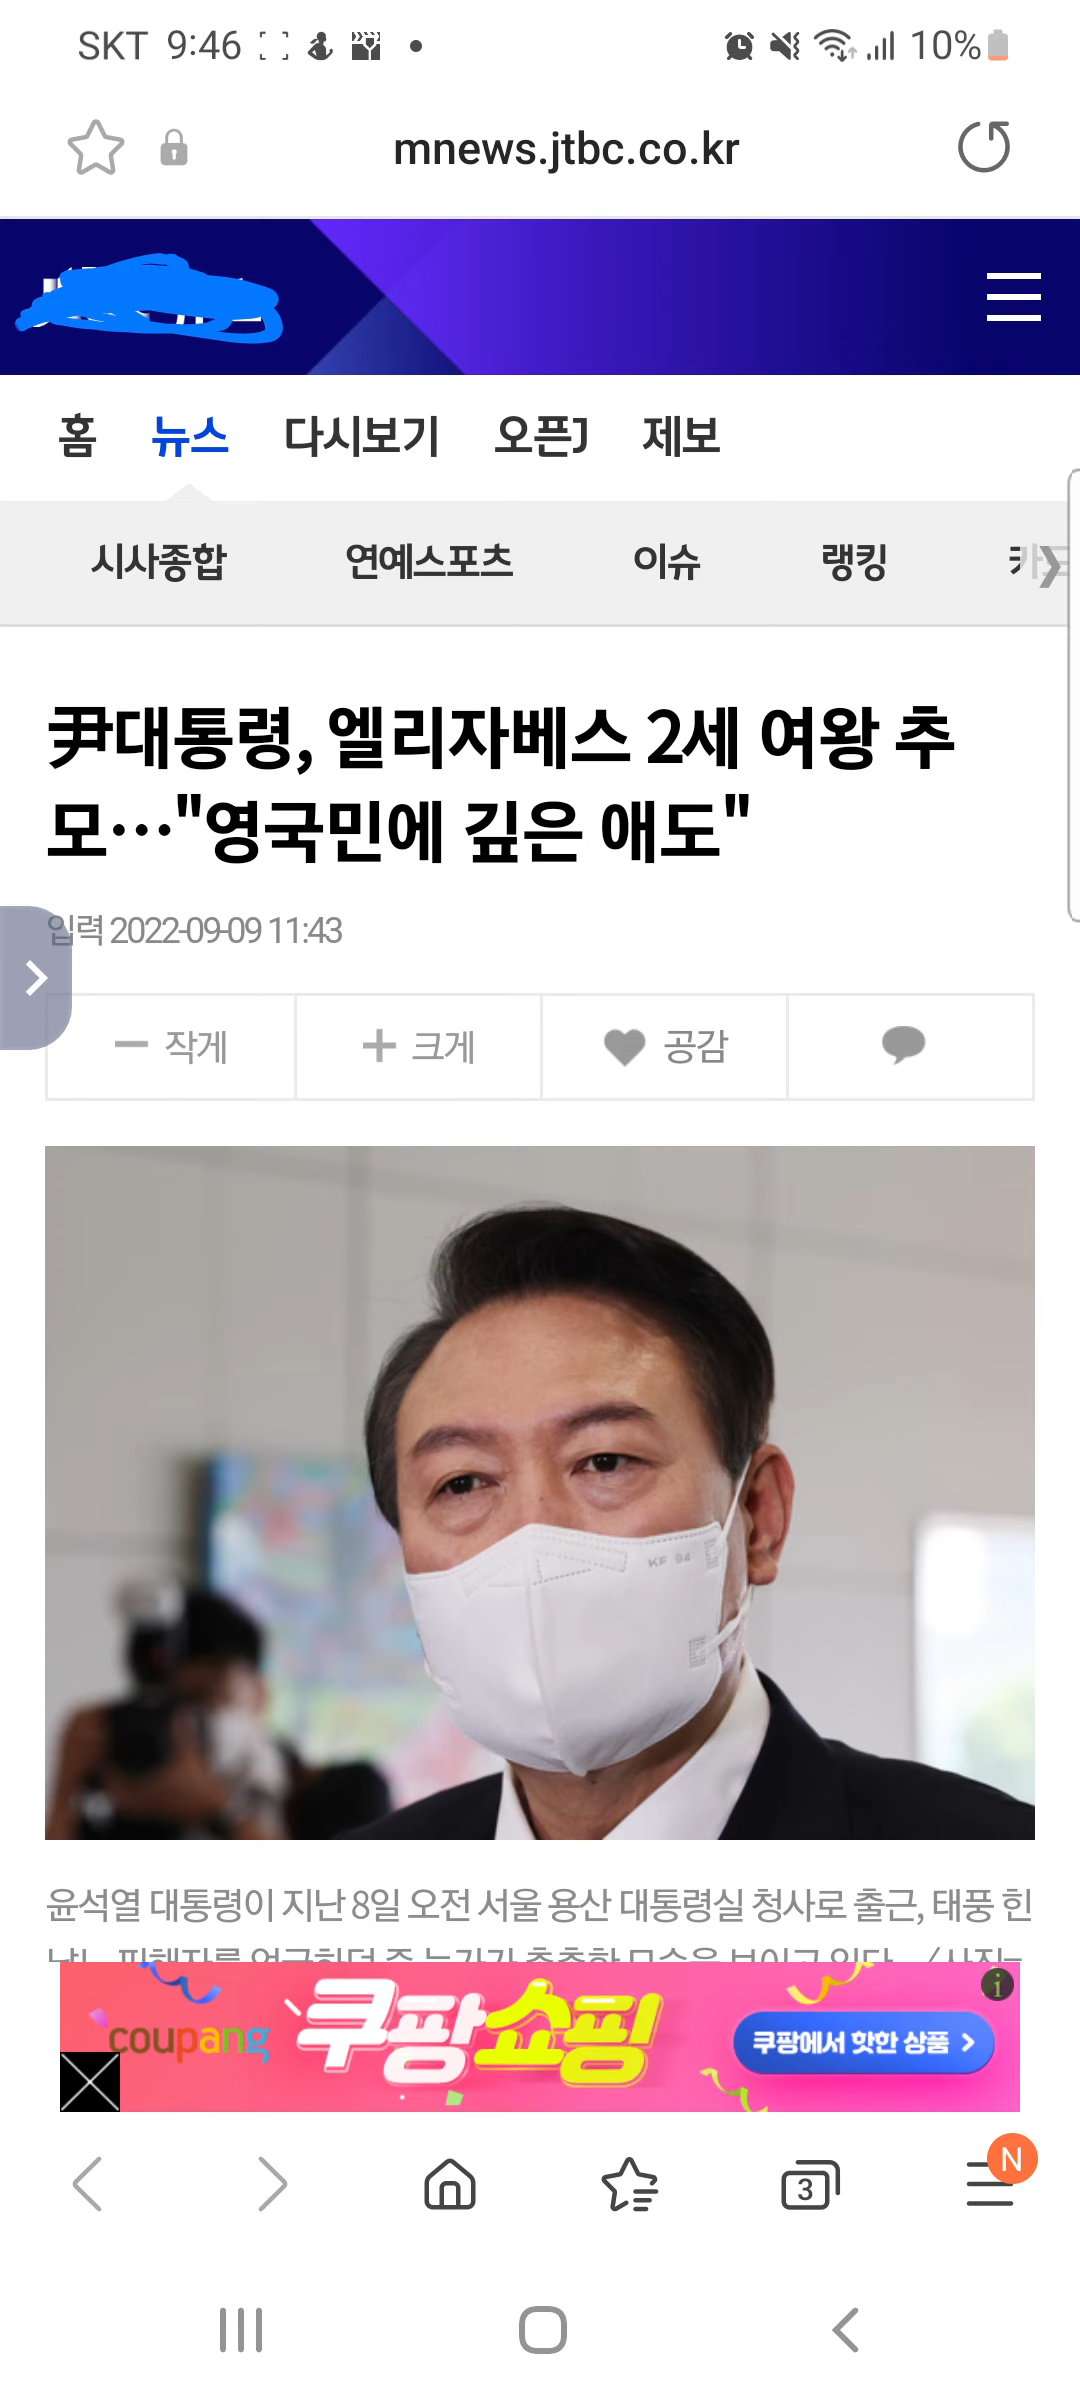 SKT 9:46
10%
mnews.jtbc.co.kr
홈 뉴스 다시보기 오픈J 제보
시사종합 연예스포츠 이슈 랭킹
尹대통령, 엘리자베스 2세 여왕 추
모…"영국민에 깊은 애도"
입력 2022-09-09 11:43
작게 크게 공감
KF 94
윤석열 대통령이 지난 8일 오전 서울 용산 대통령실 청사로 출근, 태풍 힌
coupang 쿠팡쇼핑 쿠팡에서 핫한 상품
3
N